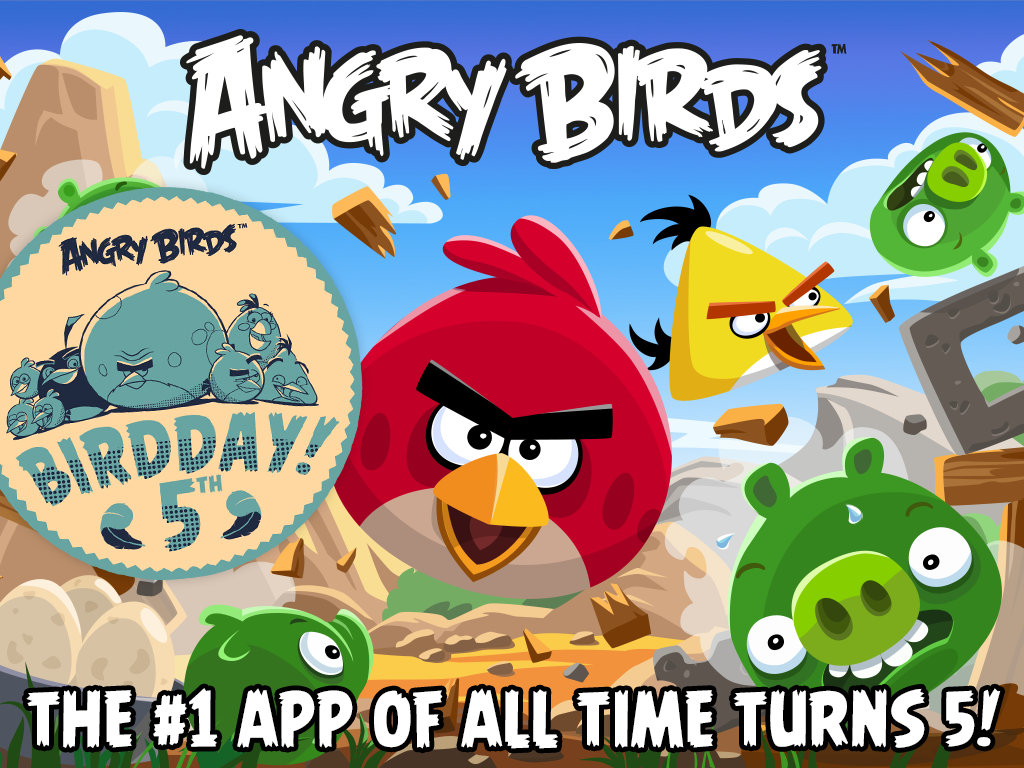 ANGRY BIRDS™
ANGRY BIRDS™
BIRDDAY!
5TH
THE #1 APP OF ALL TIME TURNS 5!